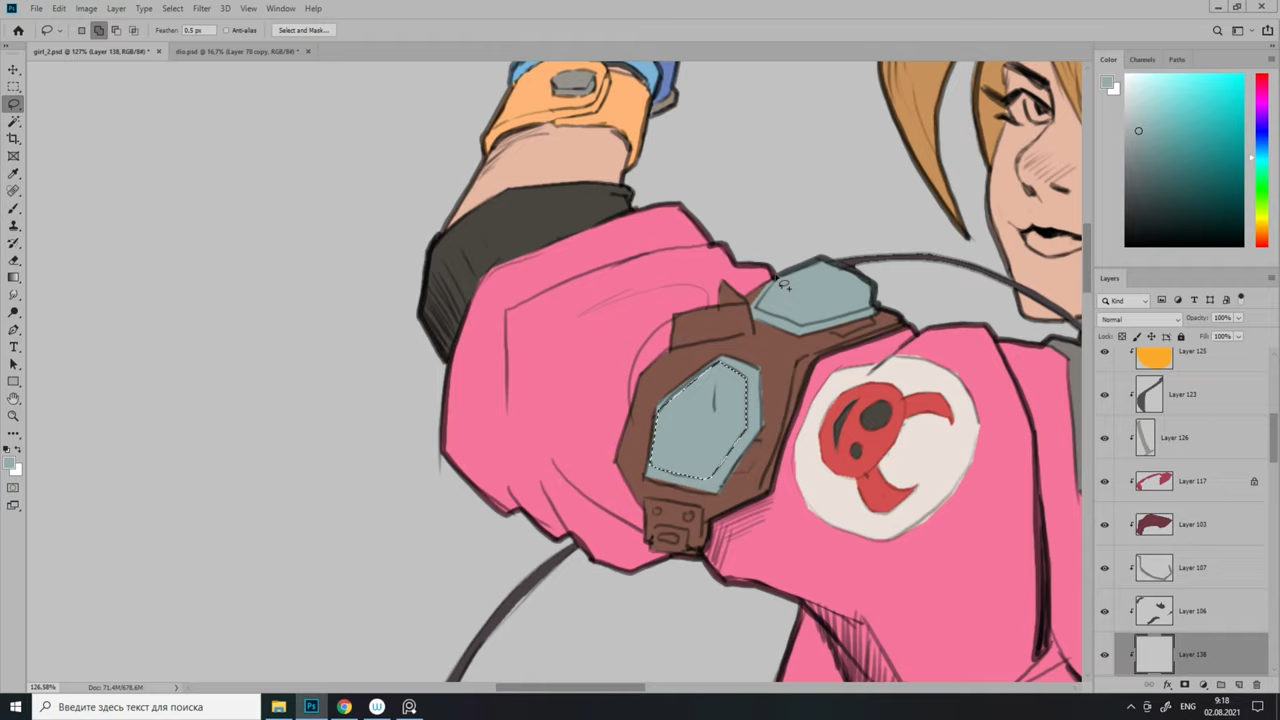 Ps File Edit Image Layer Type Select Filter 3D View Window Help
Feather: 0,5 px Anti-alias Select and Mask...
girl_2.psd @ 127% (Layer 138, RGB/8#) * × dio.psd @ 16,7% (Layer 78 copy, RGB/8#) * ×
Color Channels Paths
Layers
Kind
Normal Opacity: 100%
Lock: Fill: 100%
Layer 125
Layer 123
Layer 126
Layer 117
Layer 103
Layer 107
Layer 106
Layer 138
126.58% Doc: 71.4M/678.6M
Введите здесь текст для поиска
Ps
ENG
9:18
02.08.2021